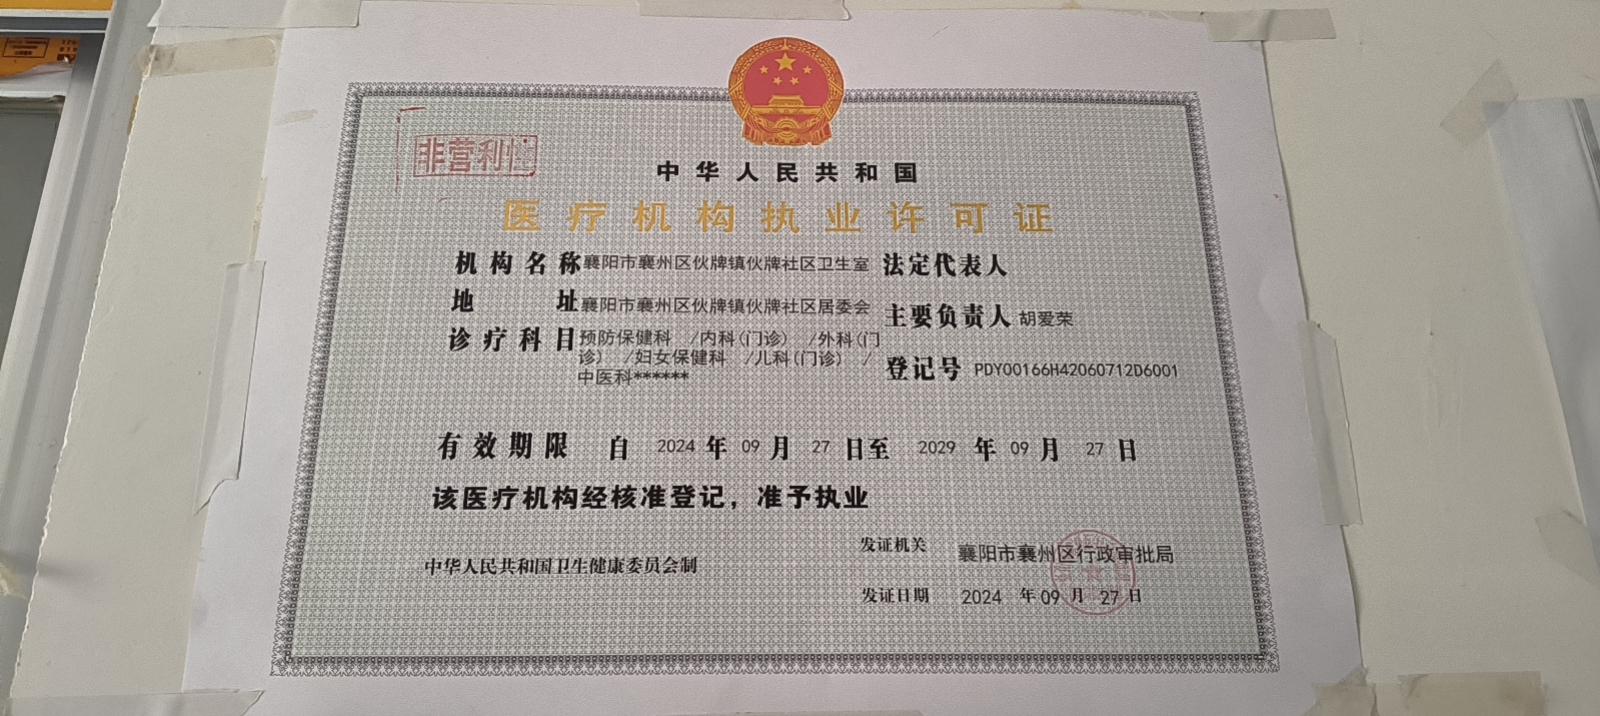 非营利性
中华人民共和国
医疗机构执业许可证
机构名称 襄阳市襄州区伙牌镇伙牌社区卫生室 法定代表人
地址 襄阳市襄州区伙牌镇伙牌社区居委会
主要负责人 胡爱荣
诊疗科目 预防保健科 /内科(门诊) /外科(门
诊) /妇女保健科 /儿科(门诊) /
中医科******
登记号 PDY00166H42060712D6001
有效期限 自 2024 年 09 月 27 日至 2029 年 09 月 27 日
该医疗机构经核准登记，准予执业
发证机关 襄阳市襄州区行政审批局
中华人民共和国卫生健康委员会制
发证日期 2024 年 09 月 27 日